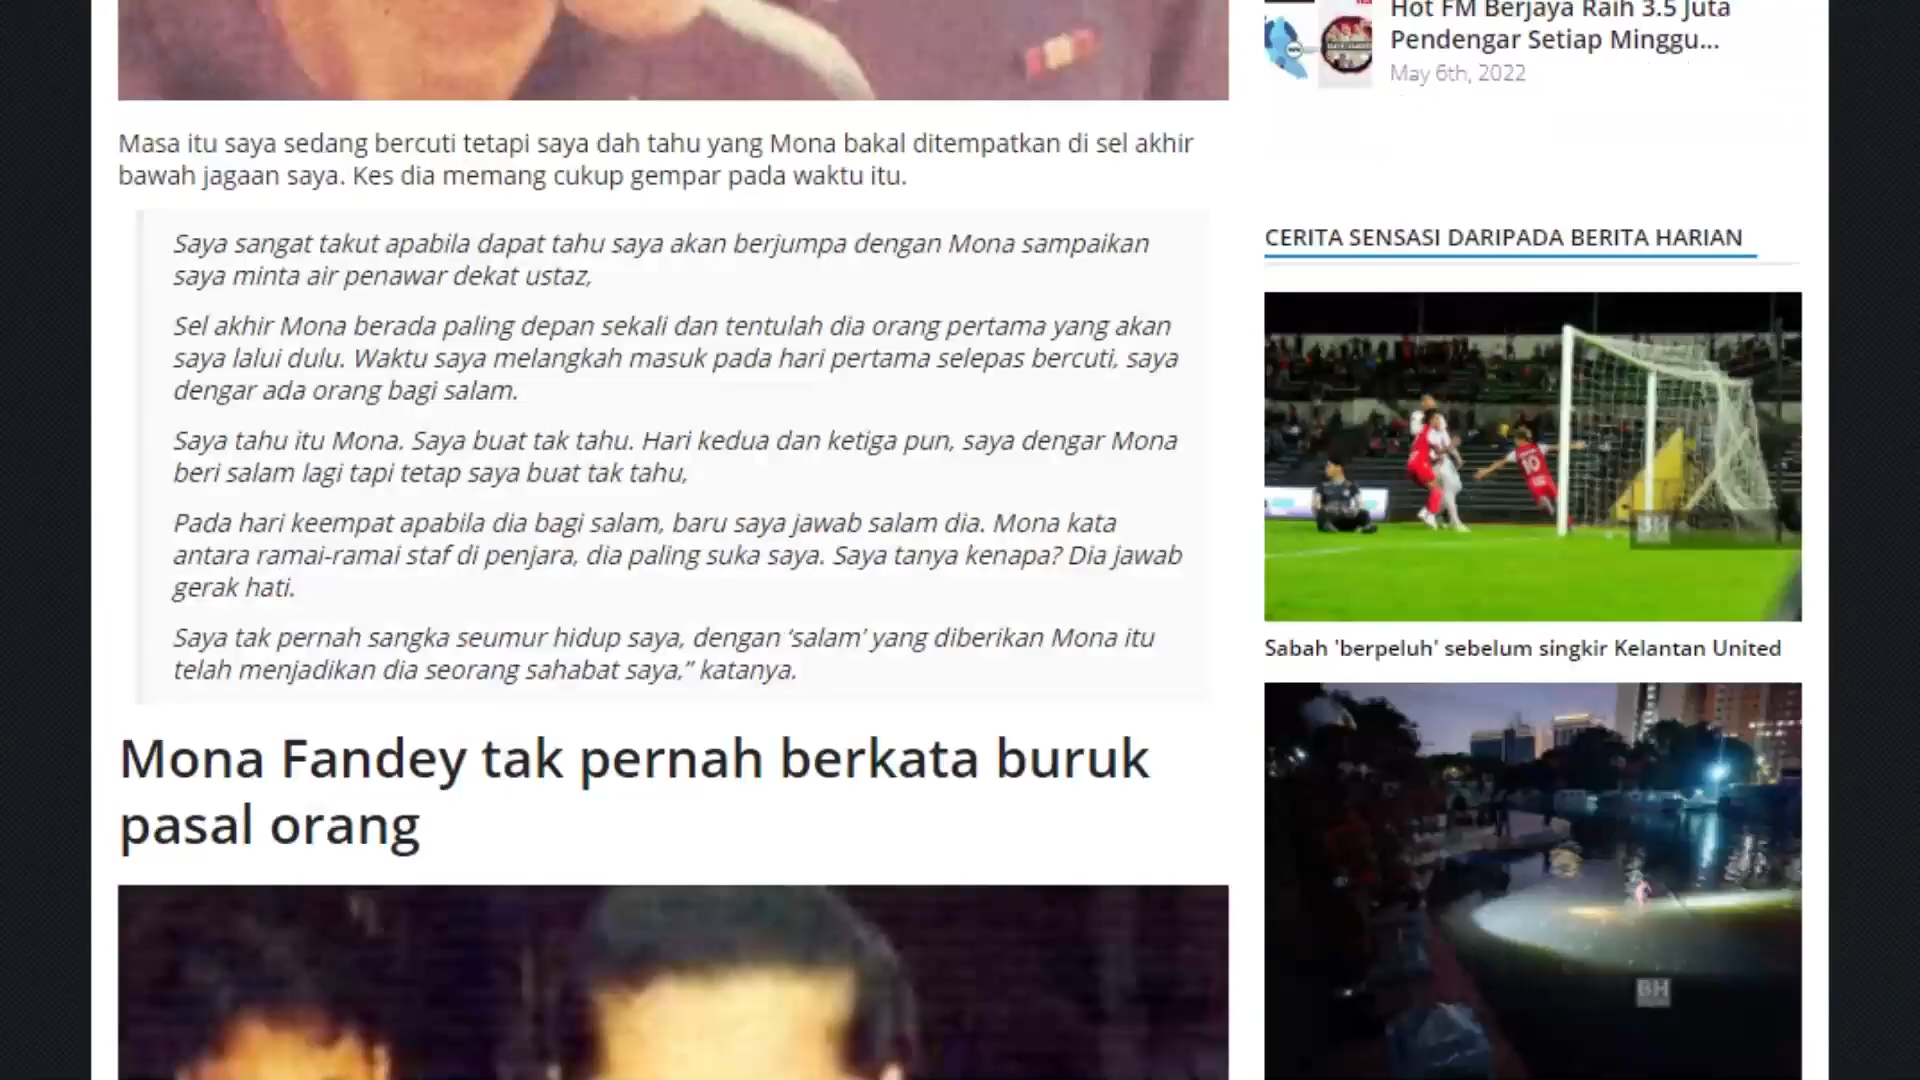 Masa itu saya sedang bercuti tetapi saya dah tahu yang Mona bakal ditempatkan di sel akhir
bawah jagaan saya. Kes dia memang cukup gempar pada waktu itu.
Saya sangat takut apabila dapat tahu saya akan berjumpa dengan Mona sampaikan
saya minta air penawar dekat ustaz,
Sel akhir Mona berada paling depan sekali dan tentulah dia orang pertama yang akan
saya lalui dulu. Waktu saya melangkah masuk pada hari pertama selepas bercuti, saya
dengar ada orang bagi salam.
Saya tahu itu Mona. Saya buat tak tahu. Hari kedua dan ketiga pun, saya dengar Mona
beri salam lagi tapi tetap saya buat tak tahu,
Pada hari keempat apabila dia bagi salam, baru saya jawab salam dia. Mona kata
antara ramai-ramai staf di penjara, dia paling suka saya. Saya tanya kenapa? Dia jawab
gerak hati.
Saya tak pernah sangka seumur hidup saya, dengan ‘salam’ yang diberikan Mona itu
telah menjadikan dia seorang sahabat saya,” katanya.
Mona Fandey tak pernah berkata buruk
pasal orang
Hot FM Berjaya Raih 3.5 Juta
Pendengar Setiap Minggu...
May 6th, 2022
CERITA SENSASI DARIPADA BERITA HARIAN
10
BH
Sabah 'berpeluh' sebelum singkir Kelantan United
BH